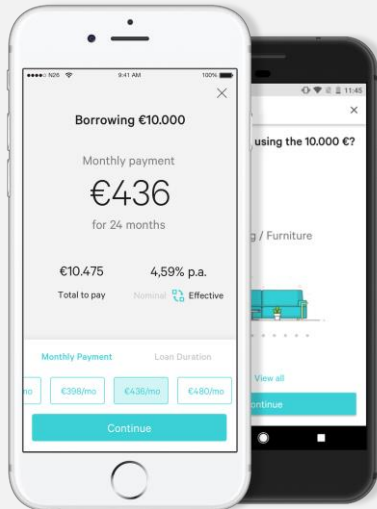 N26 9:41 AM 100%
Borrowing €10.000
Monthly payment
€436
for 24 months
€10.475 4,59% p.a.
Total to pay Nominal Effective
Monthly Payment Loan Duration
€398/mo €436/mo €480/mo
Continue
11:45
using the 10.000 €?
/ Furniture
View all